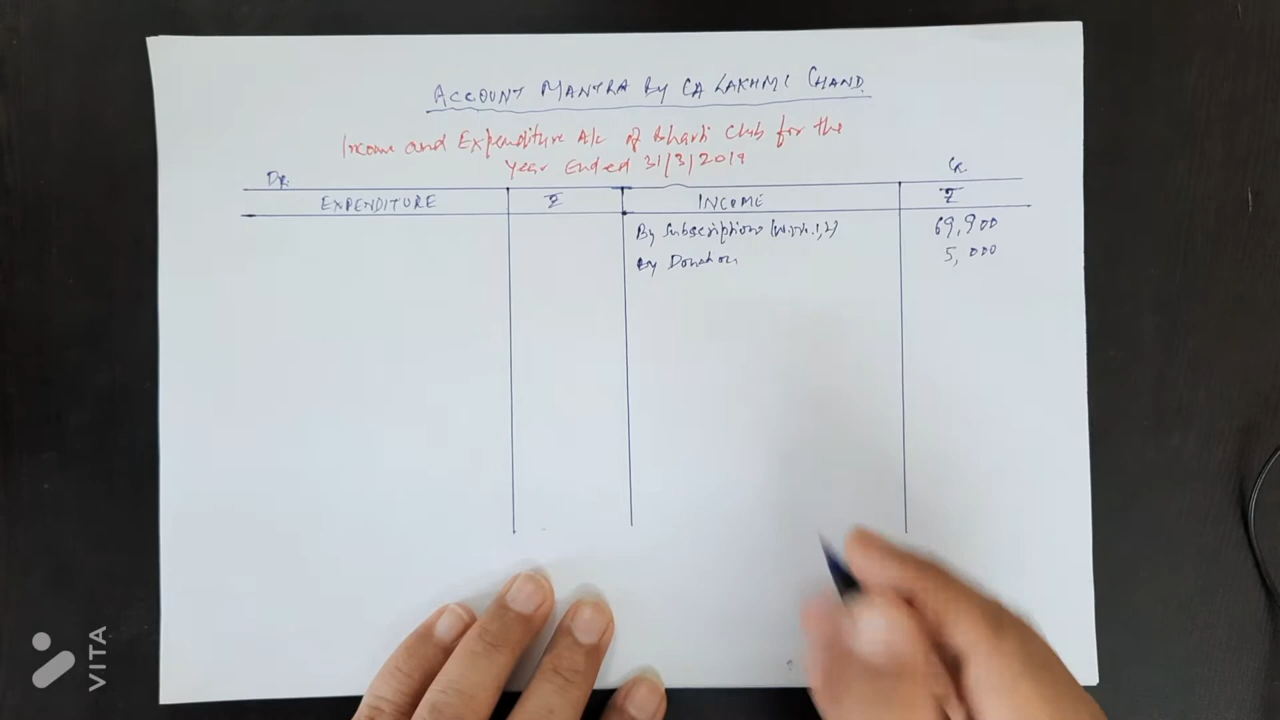 ACCOUNT MANTRA By CA LAKHMI CHAND
Income and Expenditure A/c of Bharti Club for the
Year Ended 31/3/2019
Dr. Cr.
EXPENDITURE ₹ INCOME ₹
By Subscriptions (W.N.1,2) 69,900
By Donation 5,000
VITA